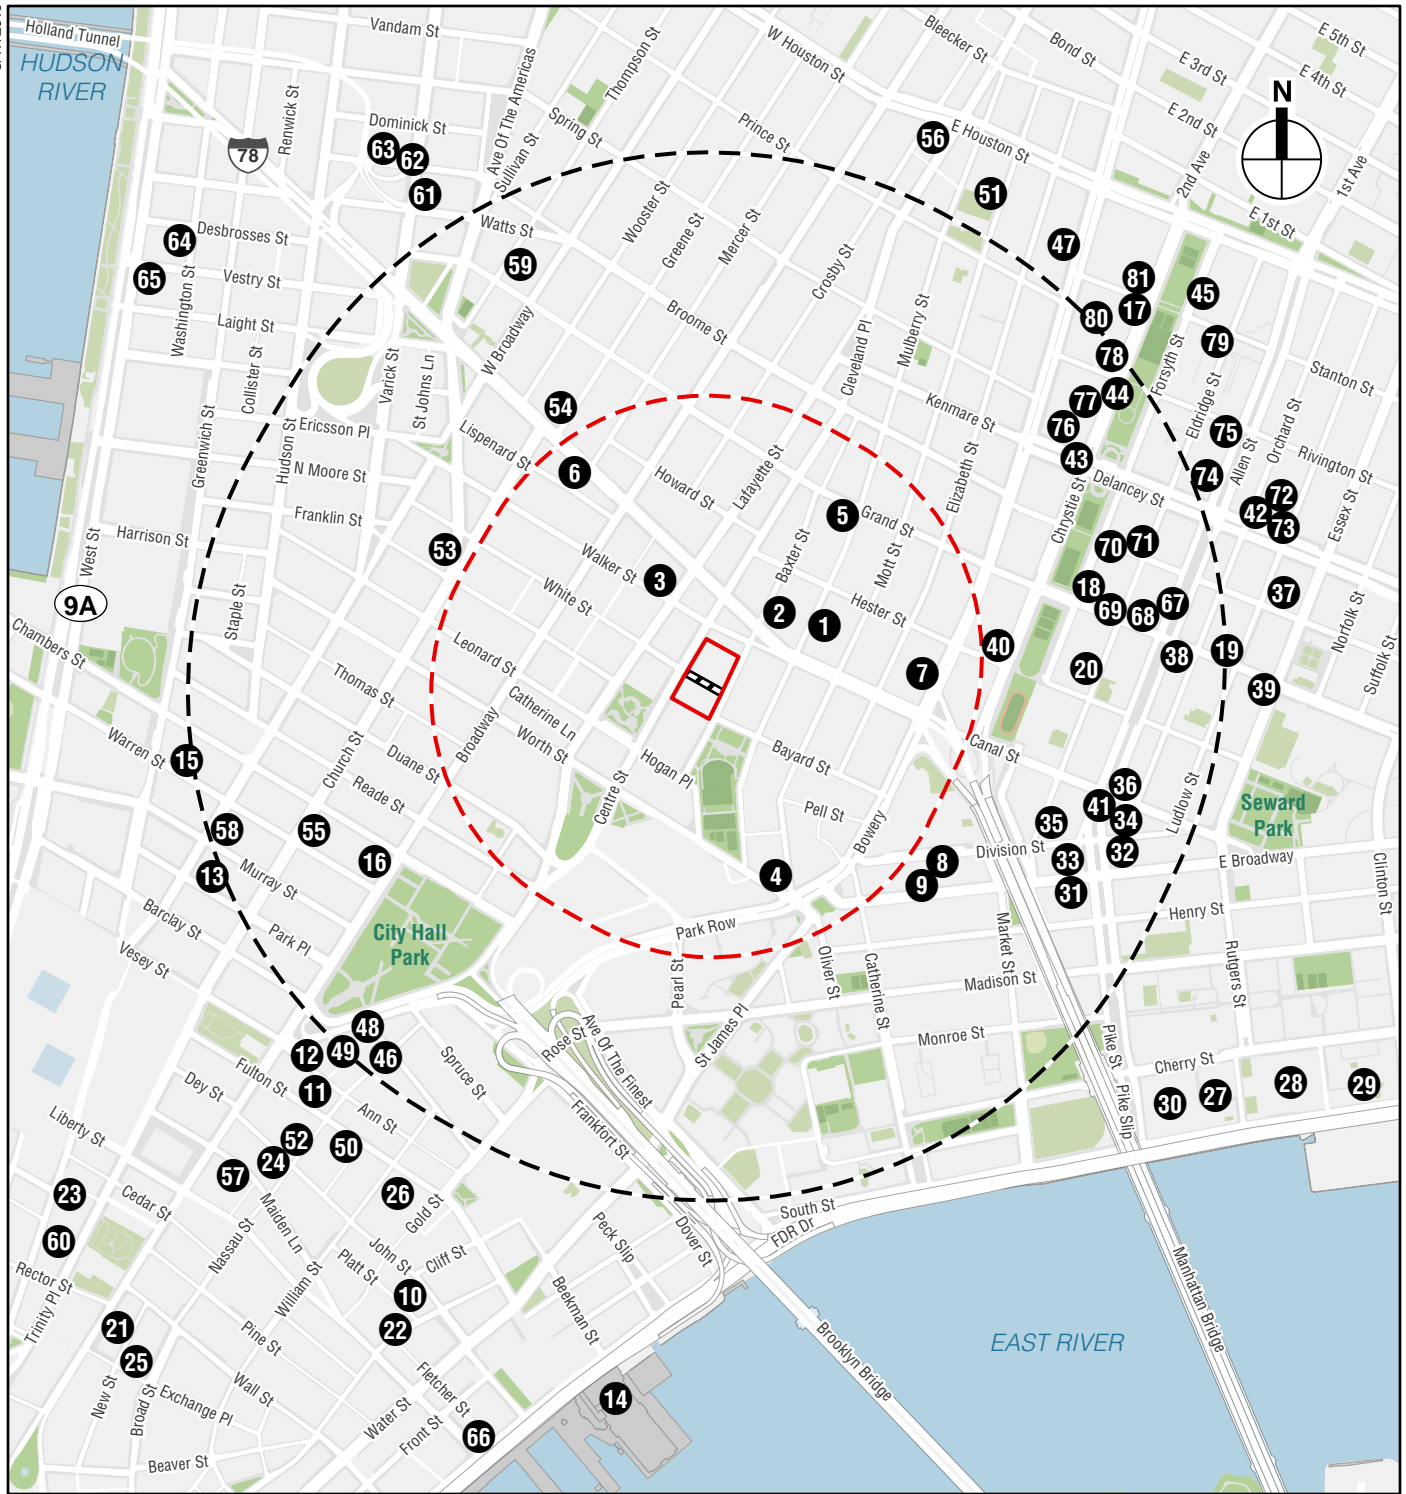 Holland Tunnel
HUDSON
RIVER
Vandam St
Renwick St
Dominick St
Ave Of The Americas
Sullivan St
Thompson St
Spring St
W Houston St
Prince St
Bleecker St
Bond St
E 5th St
E 4th St
E 3rd St
E 2nd St
E 1st St
2nd Ave
1st Ave
E Houston St
N
78
63
62
61
56
51
47
64
65
59
81
17
45
80
79
78
Desbrosses St
Vestry St
Laight St
Washington St
Collister St
Watts St
W Broadway
Wooster St
Greene St
Mercer St
Crosby St
Broome St
Cleveland Pl
Mulberry St
Forsyth St
Eldridge St
Stanton St
Varick St
St Johns Ln
Ericsson Pl
Hudson St
Greenwich St
N Moore St
Franklin St
Harrison St
West St
9A
Staple St
Chambers St
Lispenard St
54
6
Howard St
Lafayette St
Kenmare St
Elizabeth St
44
77
76
43
75
74
Allen St
Orchard St
Rivington St
Essex St
72
42
73
Delancey St
Chrystie St
5
Grand St
Baxter St
Mott St
Hester St
53
Walker St
3
White St
2
1
70
71
18
69
68
67
37
Norfolk St
Suffolk St
40
7
20
38
19
39
Leonard St
Catherine Ln
Worth St
Thomas St
Duane St
Broadway
Church St
Reade St
Warren St
15
Centre St
Hogan Pl
Bayard St
Pell St
Bowery
Canal St
Ludlow St
36
41
34
35
33
32
31
Division St
Seward
Park
E Broadway
Clinton St
58
55
16
13
Murray St
Barclay St
Park Pl
Vesey St
City Hall
Park
4
8
9
Park Row
Pearl St
St James Pl
Oliver St
Catherine St
Market St
Madison St
Monroe St
Henry St
Rutgers St
Cherry St
Pike St
Pike Slip
30
27
28
29
48
12
49
46
11
Fulton St
Dey St
Ann St
Spruce St
Rose St
Ave Of The Finest
Frankfort St
Liberty St
52
24
50
57
26
23
60
Cedar St
Maiden Ln
Nassau St
Gold St
John St
Cliff St
Platt St
William St
Rector St
Trinity Pl
10
22
21
25
Pine St
Wall St
New St
Broad St
Exchange Pl
Beaver St
Peck Slip
Dover St
Beekman St
Fletcher St
Water St
Front St
66
14
South St
FDR Dr
Brooklyn Bridge
Manhattan Bridge
EAST RIVER